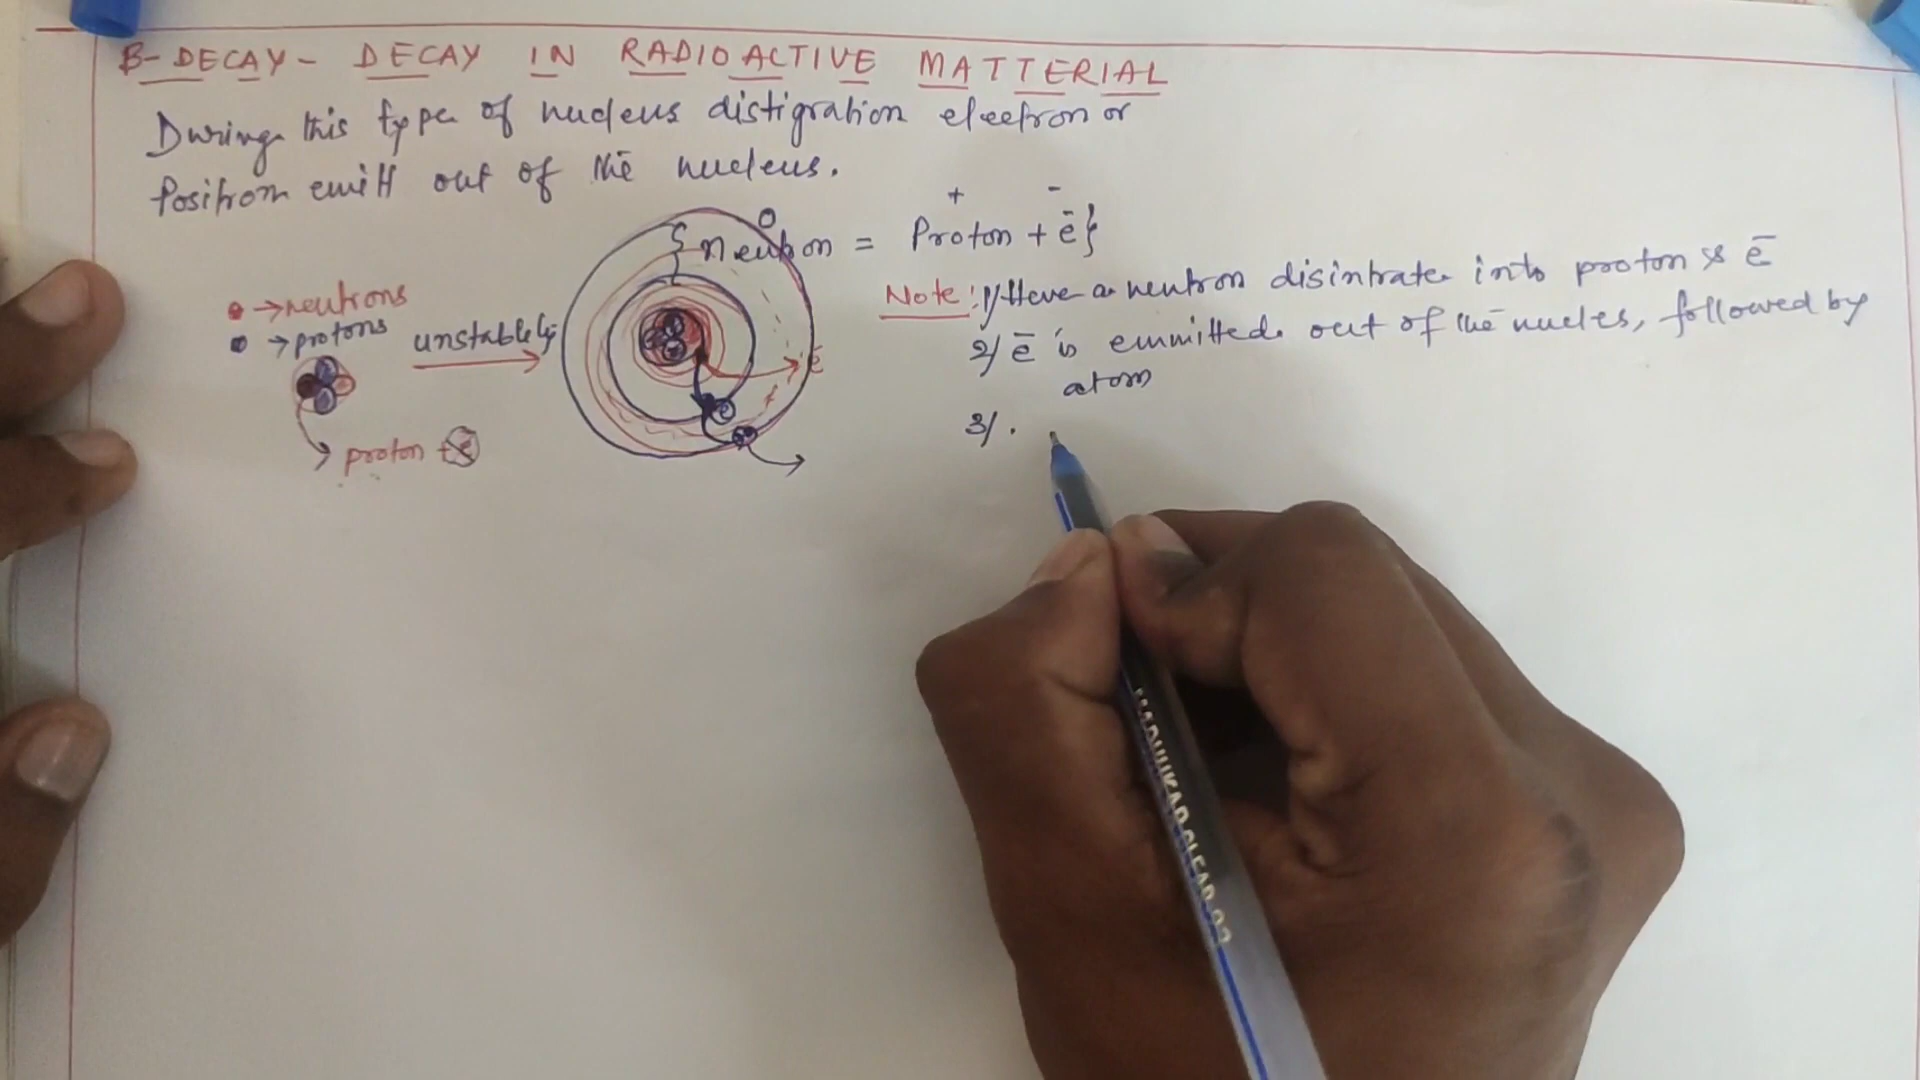 β-DECAY - DECAY IN RADIOACTIVE MATTERIAL
During this type of nucleus distigration electron or
Positrom emitt out of the nucleus.
+ -
{ Neutron = Proton + ē}
O
Note: 1/ Here a neutron disintrate into proton & ē
2/ ē is emmitted out of the nucles, followed by
atom
3/.
→ neutrons
→ protons
unstable
ē
proton + e